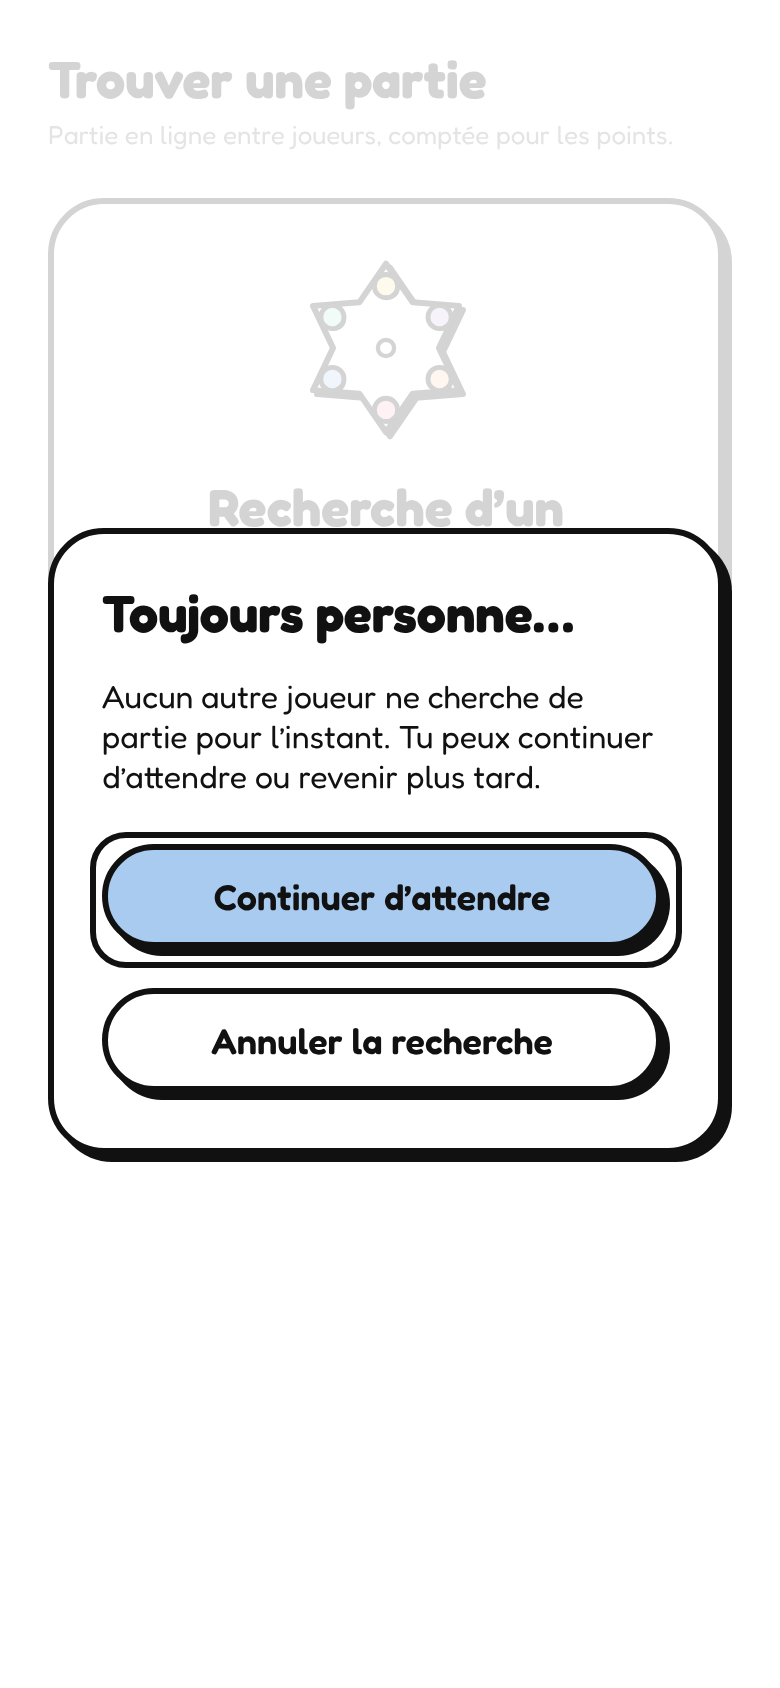 Trouver une partie
Partie en ligne entre joueurs, comptée pour les points.
Recherche d’un
Toujours personne…
Aucun autre joueur ne cherche de
partie pour l’instant. Tu peux continuer
d’attendre ou revenir plus tard.
Continuer d’attendre
Annuler la recherche